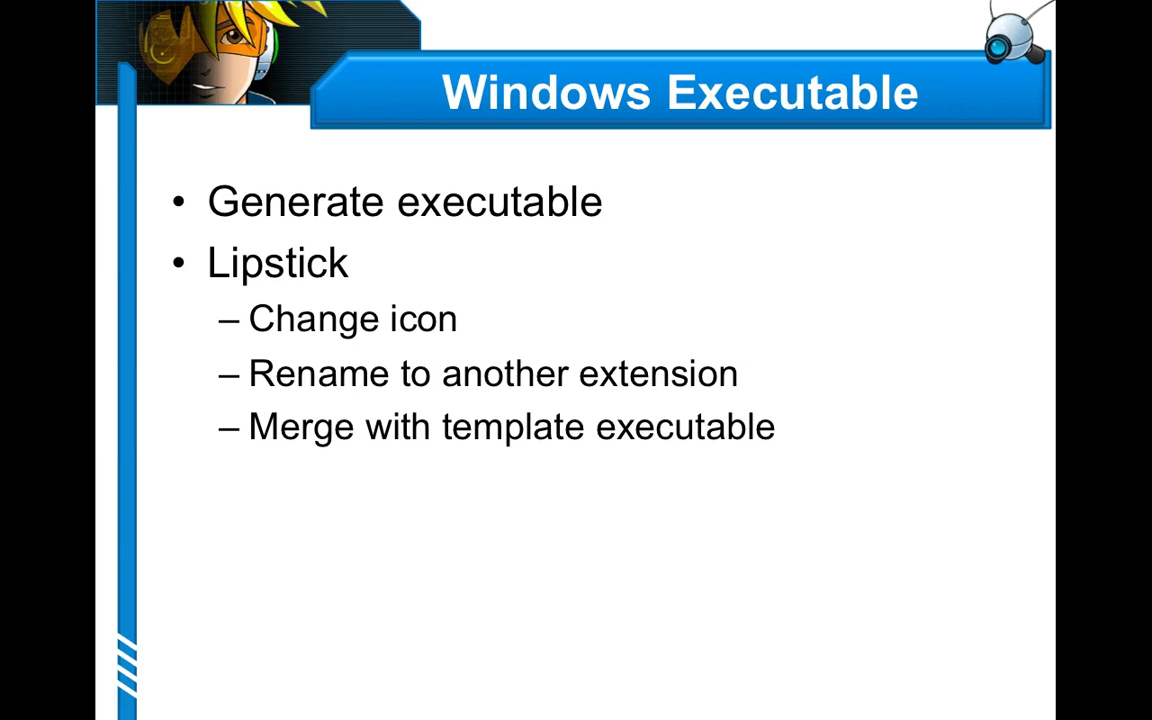 Windows Executable
• Generate executable
• Lipstick
– Change icon
– Rename to another extension
– Merge with template executable